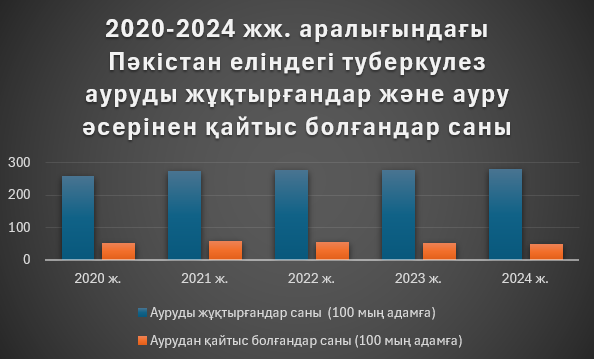 2020-2024 жж. аралығындағы
Пәкістан еліндегі туберкулез
ауруды жұқтырғандар және ауру
әсерінен қайтыс болғандар саны
300
200
100
0
2020 ж. 2021 ж. 2022 ж. 2023 ж. 2024 ж.
Ауруды жұқтырғандар саны (100 мың адамға)
Аурудан қайтыс болғандар саны (100 мың адамға)